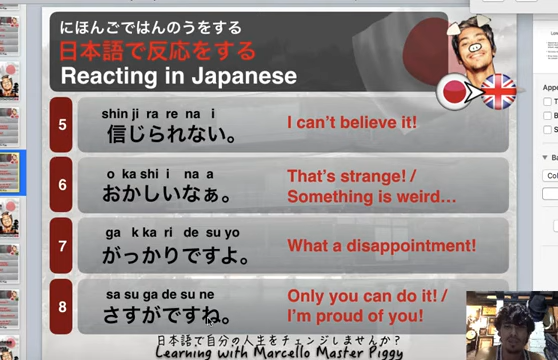 にほんごではんのうをする
日本語で反応をする
Reacting in Japanese
5
shin ji ra re na i
信じられない。
I can't believe it!
6
o ka shi i na a
おかしいなぁ。
That's strange! /
Something is weird...
7
ga k ka ri de su yo
がっかりですよ。
What a disappointment!
8
sa su ga de su ne
さすがですね。
Only you can do it! /
I'm proud of you!
日本語で自分の人生をチェンジしませんか？
Learning with Marcello Master Piggy